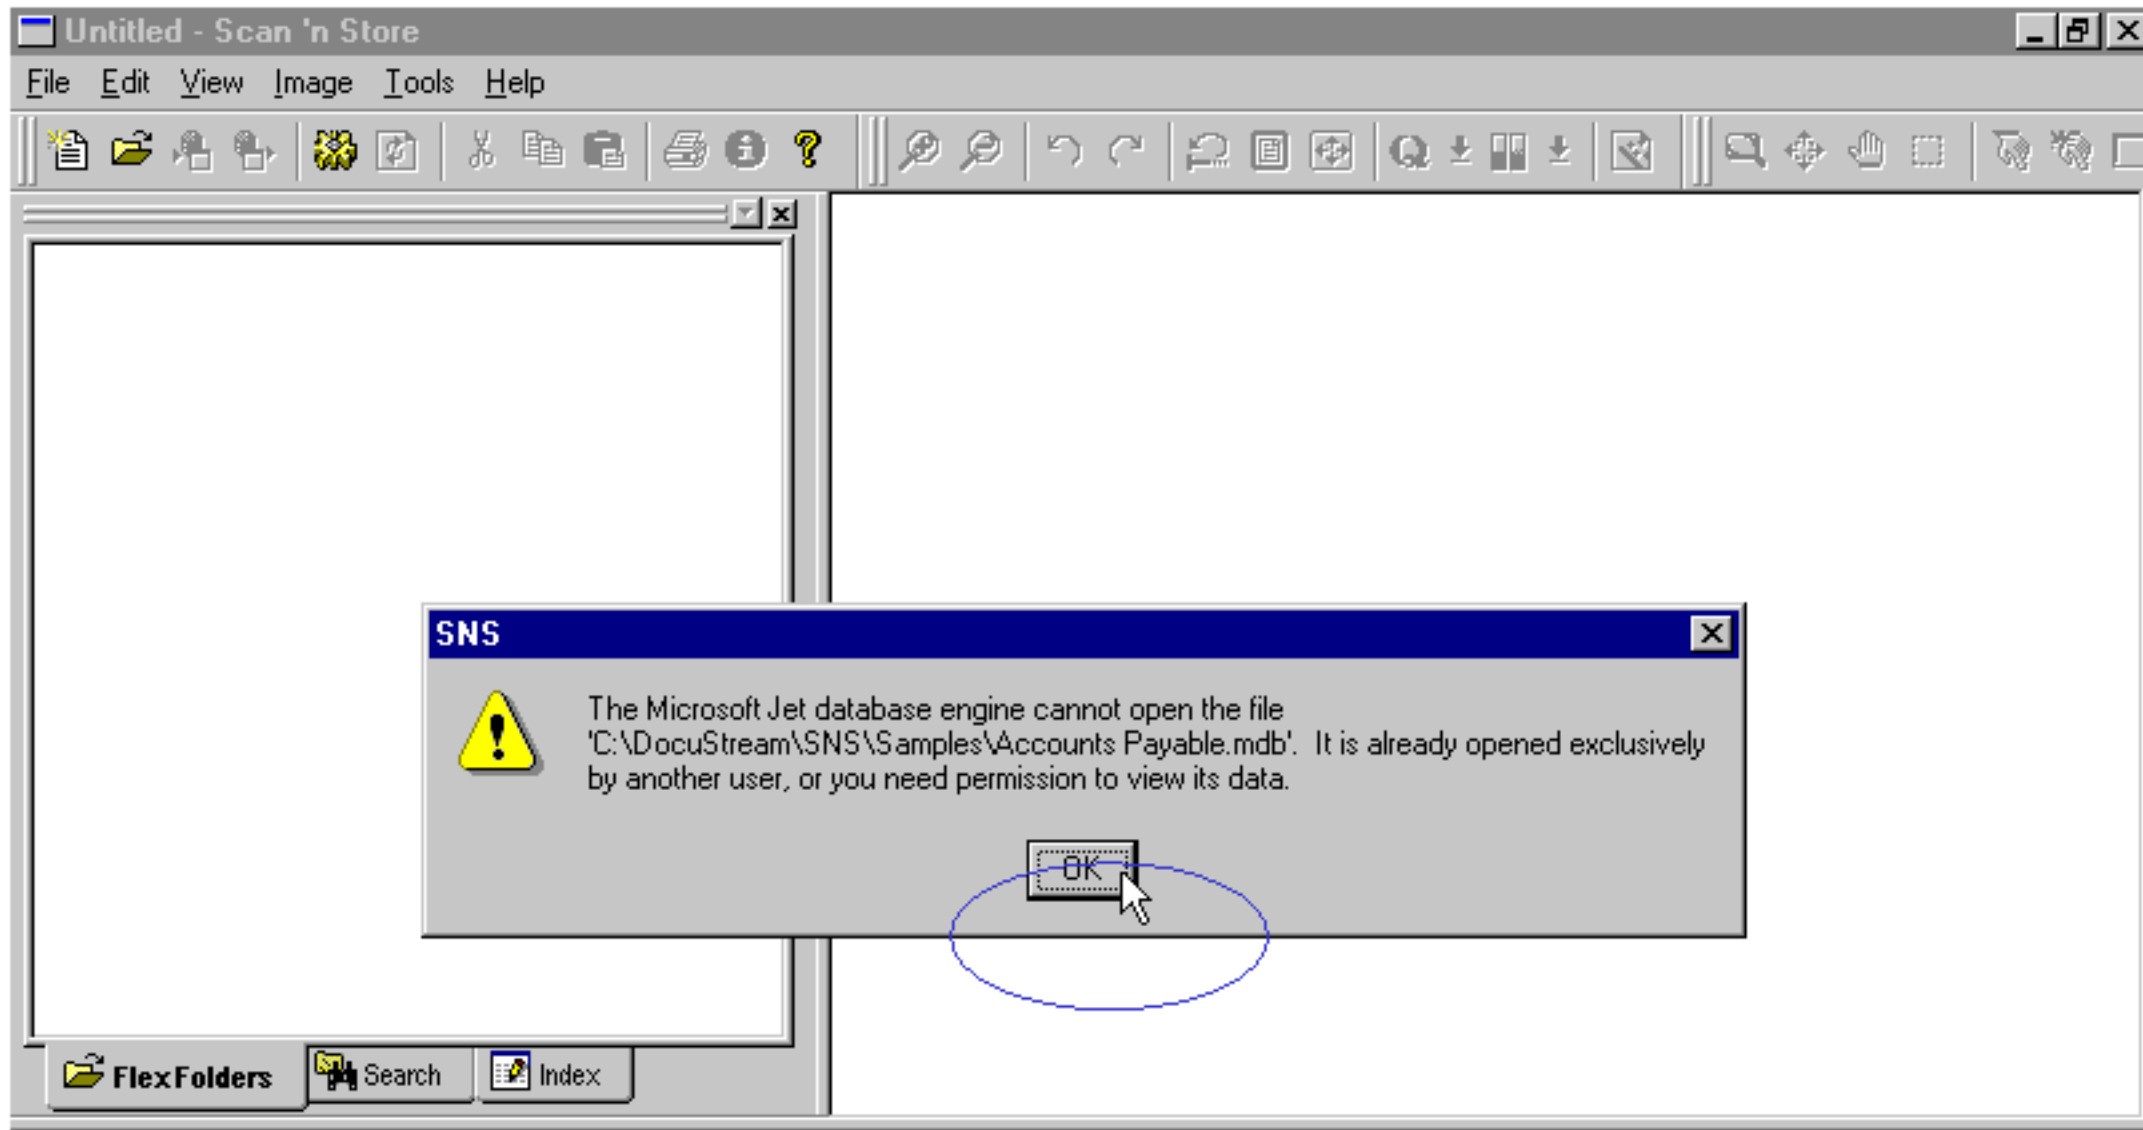 Untitled - Scan 'n Store
File Edit View Image Tools Help
SNS
The Microsoft Jet database engine cannot open the file
'C:\DocuStream\SNS\Samples\Accounts Payable.mdb'. It is already opened exclusively
by another user, or you need permission to view its data.
OK
FlexFolders Search Index